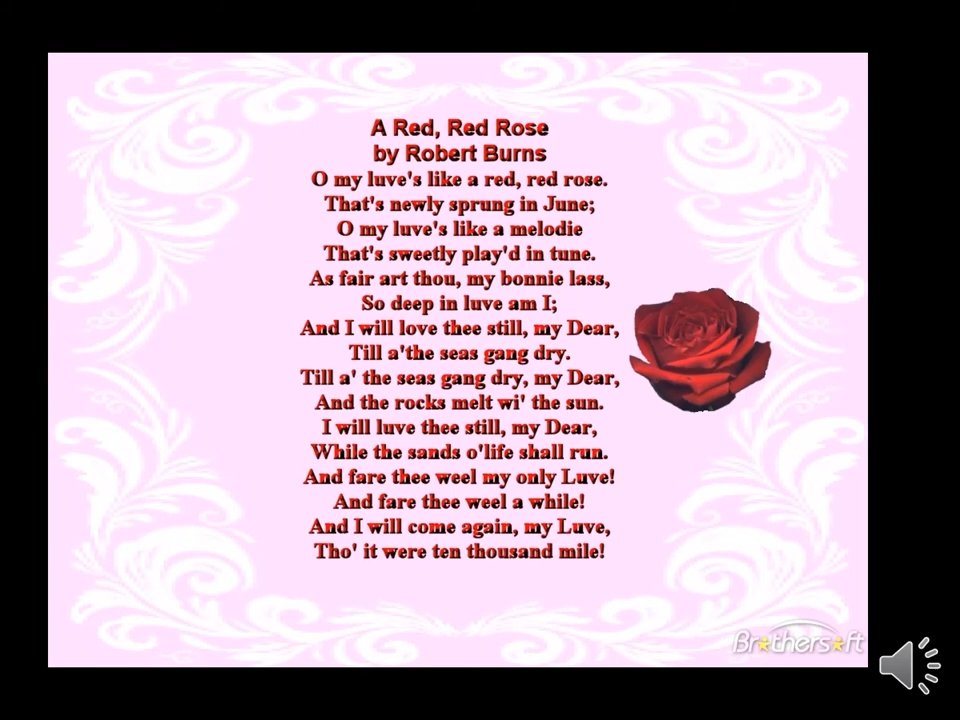 A Red, Red Rose
by Robert Burns
O my luve's like a red, red rose.
That's newly sprung in June;
O my luve's like a melodie
That's sweetly play'd in tune.
As fair art thou, my bonnie lass,
So deep in luve am I;
And I will love thee still, my Dear,
Till a'the seas gang dry.
Till a' the seas gang dry, my Dear,
And the rocks melt wi' the sun.
I will luve thee still, my Dear,
While the sands o'life shall run.
And fare thee weel my only Luve!
And fare thee weel a while!
And I will come again, my Luve,
Tho' it were ten thousand mile!
Brothersoft